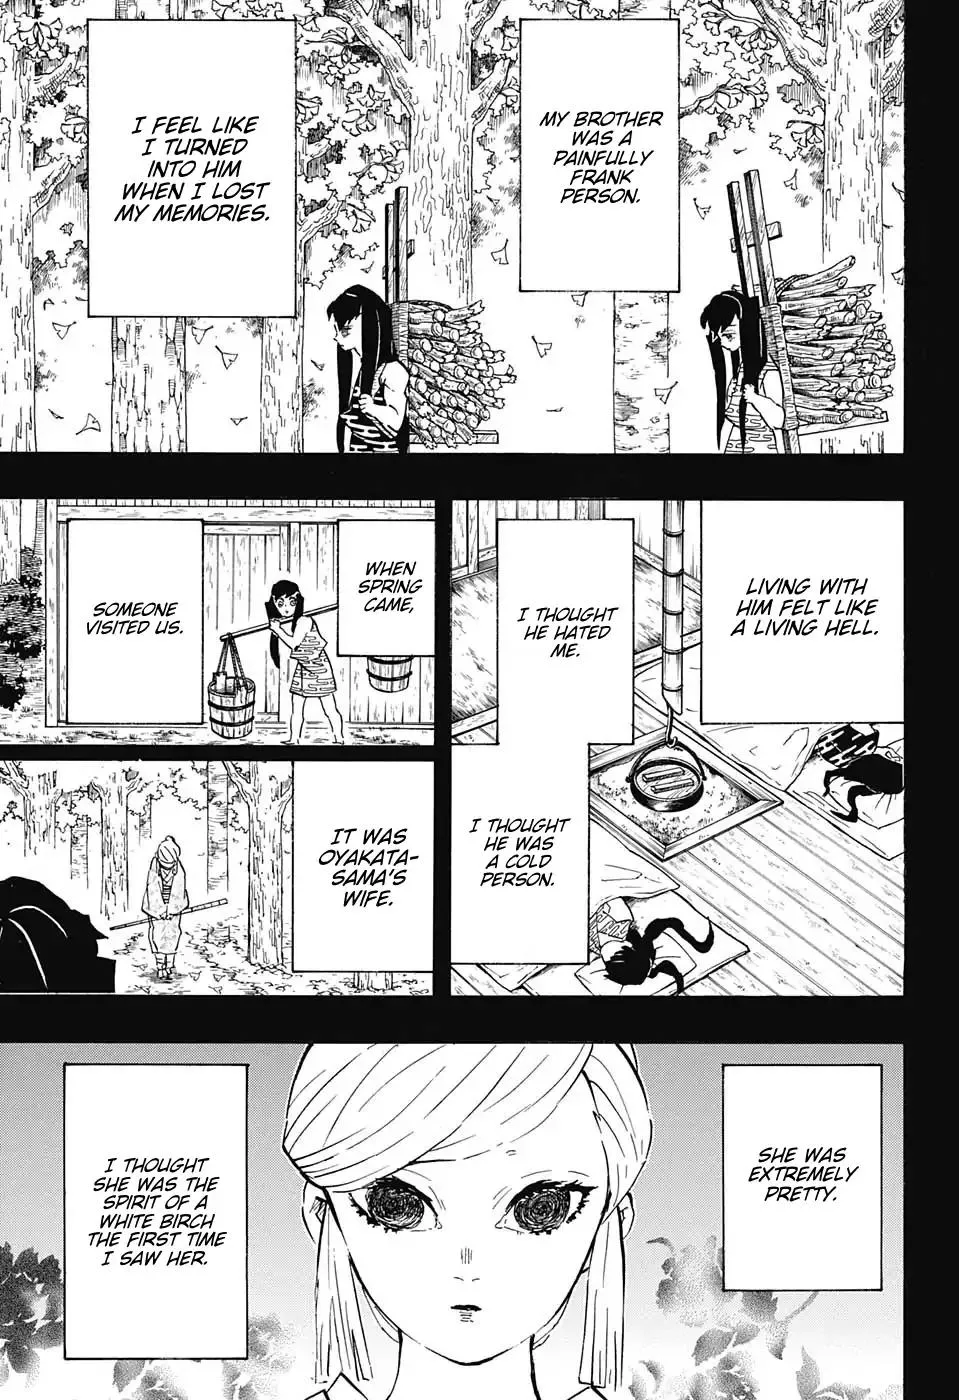 MY BROTHER
WAS A
PAINFULLY
FRANK
PERSON.
I FEEL LIKE
I TURNED
INTO HIM
WHEN I LOST
MY MEMORIES.
LIVING WITH
HIM FELT LIKE
A LIVING HELL.
I THOUGHT
HE HATED
ME.
I THOUGHT
HE WAS
A COLD
PERSON.
WHEN
SPRING
CAME,
SOMEONE
VISITED US.
IT WAS
OYAKATA-
SAMA'S
WIFE.
SHE WAS
EXTREMELY
PRETTY.
I THOUGHT
SHE WAS THE
SPIRIT OF A
WHITE BIRCH
THE FIRST TIME
I SAW HER.